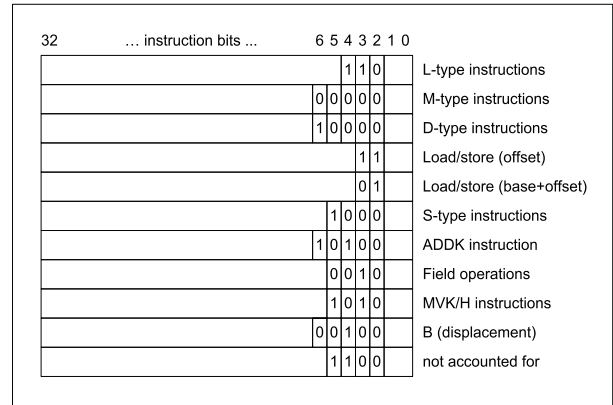 32 … instruction bits ... 6 5 4 3 2 1 0
1 1 0 L-type instructions
0 0 0 0 0 M-type instructions
1 0 0 0 0 D-type instructions
1 1 Load/store (offset)
0 1 Load/store (base+offset)
1 0 0 0 S-type instructions
1 0 1 0 0 ADDK instruction
0 0 1 0 Field operations
1 0 1 0 MVK/H instructions
0 0 1 0 0 B (displacement)
1 1 0 0 not accounted for